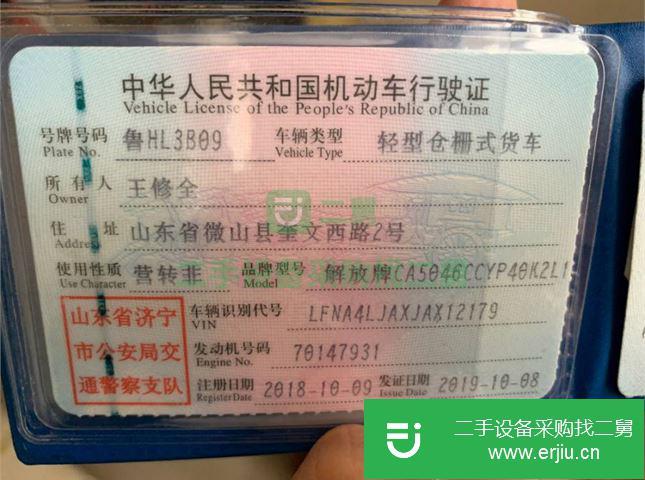 中华人民共和国机动车行驶证
Vehicle License of the People's Republic of China
号牌号码 鲁HL3B09 车辆类型 轻型仓栅式货车
Plate No. Vehicle Type
所有人 王修全
Owner
住址 山东省微山县奎文西路2号
Address
使用性质 营转非 品牌型号 解放牌CA5046CCYP40K2L1
Use Character Model
山东省济宁 车辆识别代号 LFNA4LJAXJAX12179
VIN
市公安局交 发动机号码 70147931
Engine No.
通警察支队 注册日期 2018-10-09 发证日期 2019-10-08
Register Date Issue Date
二舅
二手设备采购找二舅
www.erjiu.cn